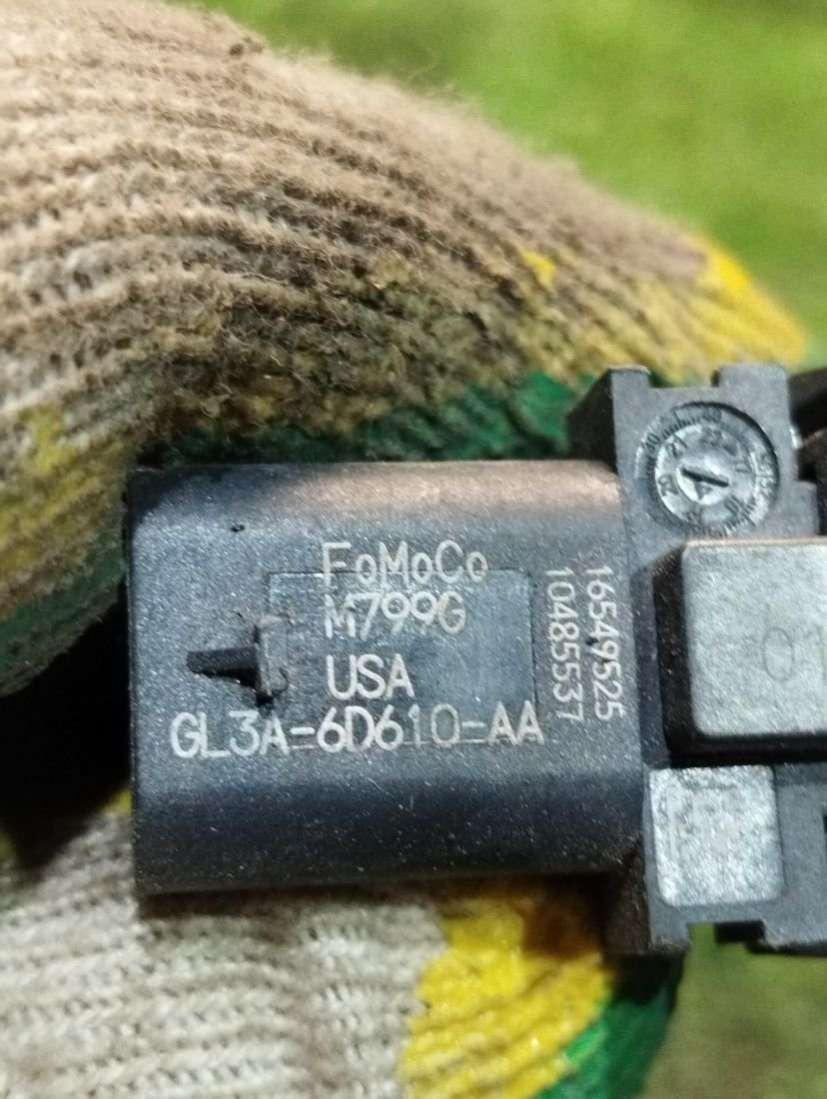 FoMoCo
M799G
USA
GL3A-6D610-AA
16549525
10485537